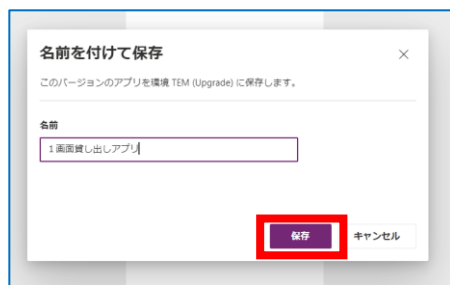 名前を付けて保存
このバージョンのアプリを環境 TEM (Upgrade) に保存します。
名前
１画面貸し出しアプリ
保存
キャンセル